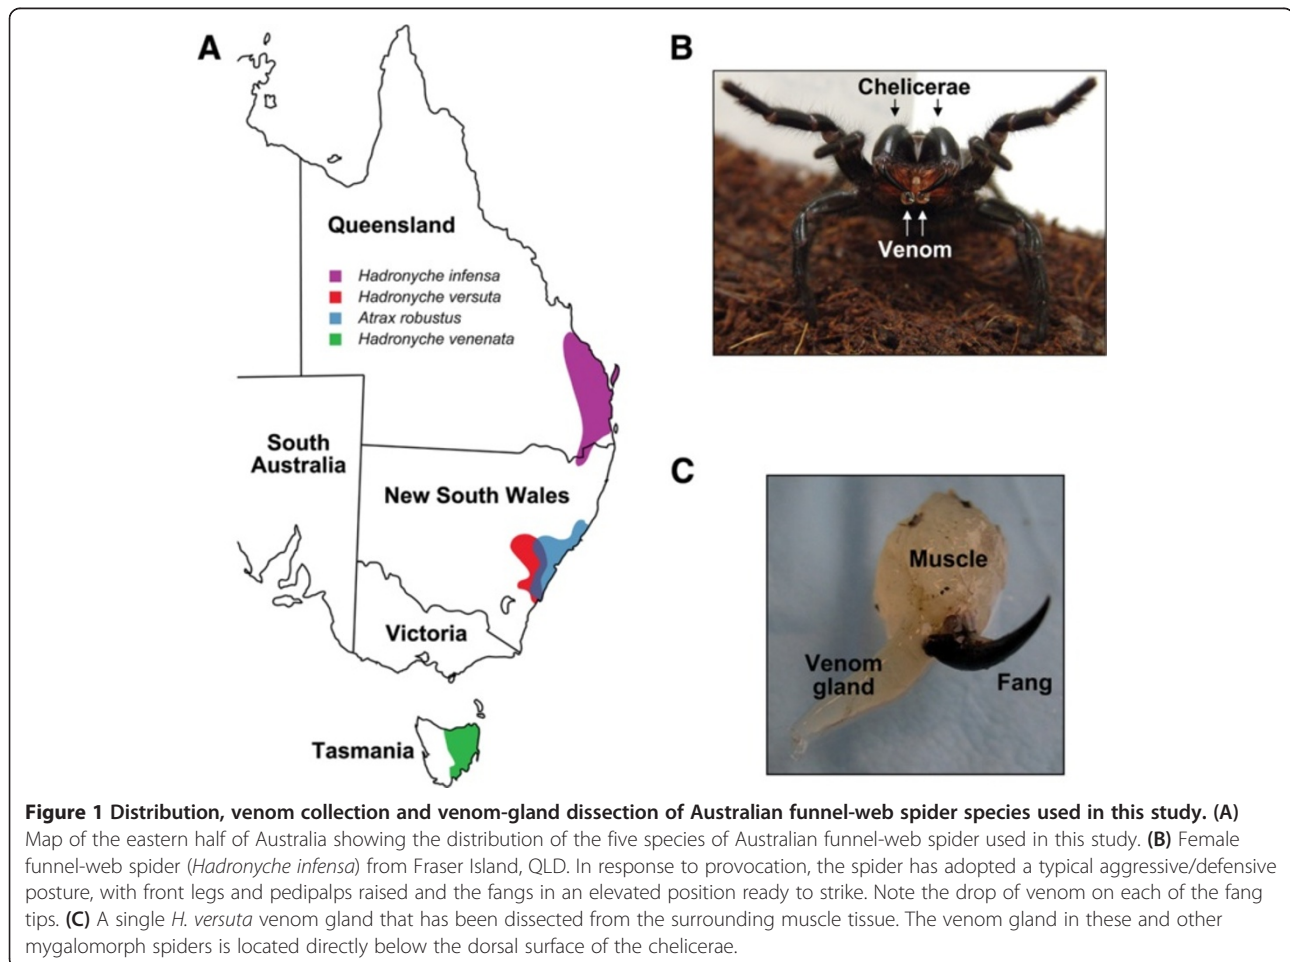 A
Queensland
Hadronyche infensa
Hadronyche versuta
Atrax robustus
Hadronyche venenata
South
Australia
New South Wales
Victoria
Tasmania
B
Chelicerae
Venom
C
Muscle
Venom
gland
Fang
Figure 1 Distribution, venom collection and venom-gland dissection of Australian funnel-web spider species used in this study. (A)
Map of the eastern half of Australia showing the distribution of the five species of Australian funnel-web spider used in this study. (B) Female
funnel-web spider (Hadronyche infensa) from Fraser Island, QLD. In response to provocation, the spider has adopted a typical aggressive/defensive
posture, with front legs and pedipalps raised and the fangs in an elevated position ready to strike. Note the drop of venom on each of the fang
tips. (C) A single H. versuta venom gland that has been dissected from the surrounding muscle tissue. The venom gland in these and other
mygalomorph spiders is located directly below the dorsal surface of the chelicerae.